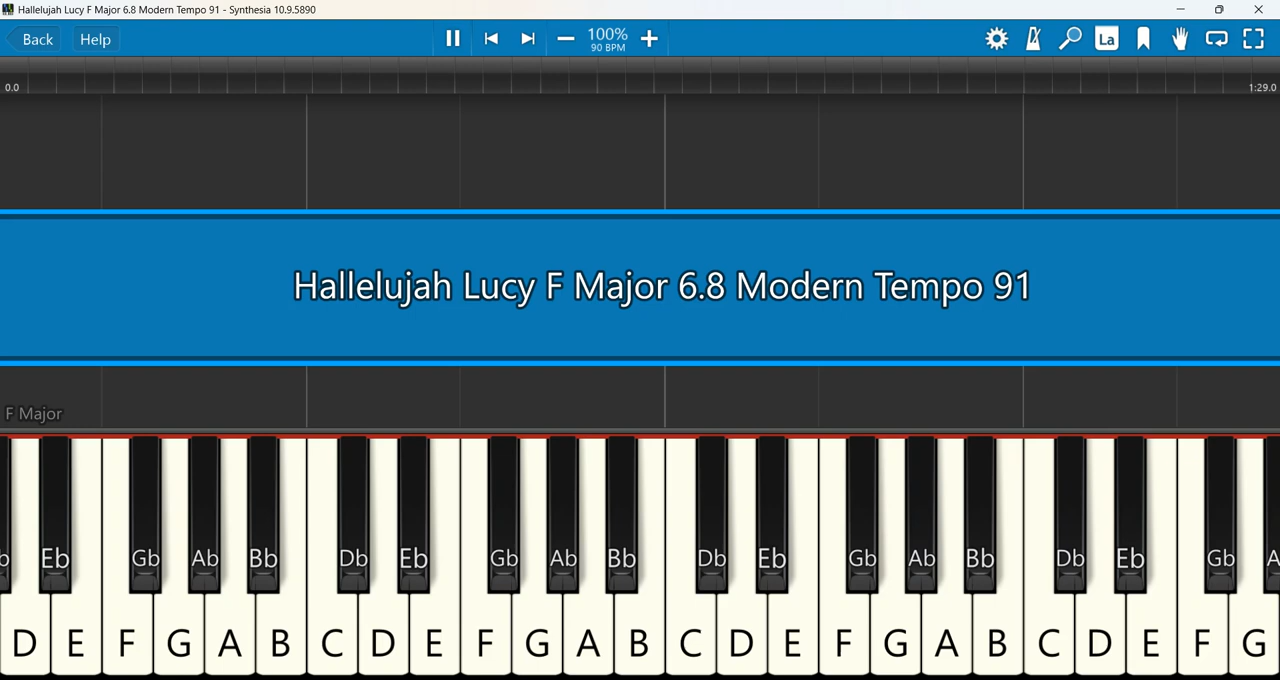 Hallelujah Lucy F Major 6.8 Modern Tempo 91 - Synthesia 10.9.5890
Back Help 100% La
90 BPM
0.0 1:29.0
Hallelujah Lucy F Major 6.8 Modern Tempo 91
F Major
Eb Gb Ab Bb Db Eb Gb Ab Bb Db Eb Gb Ab Bb Db Eb Gb
D E F G A B C D E F G A B C D E F G A B C D E F G